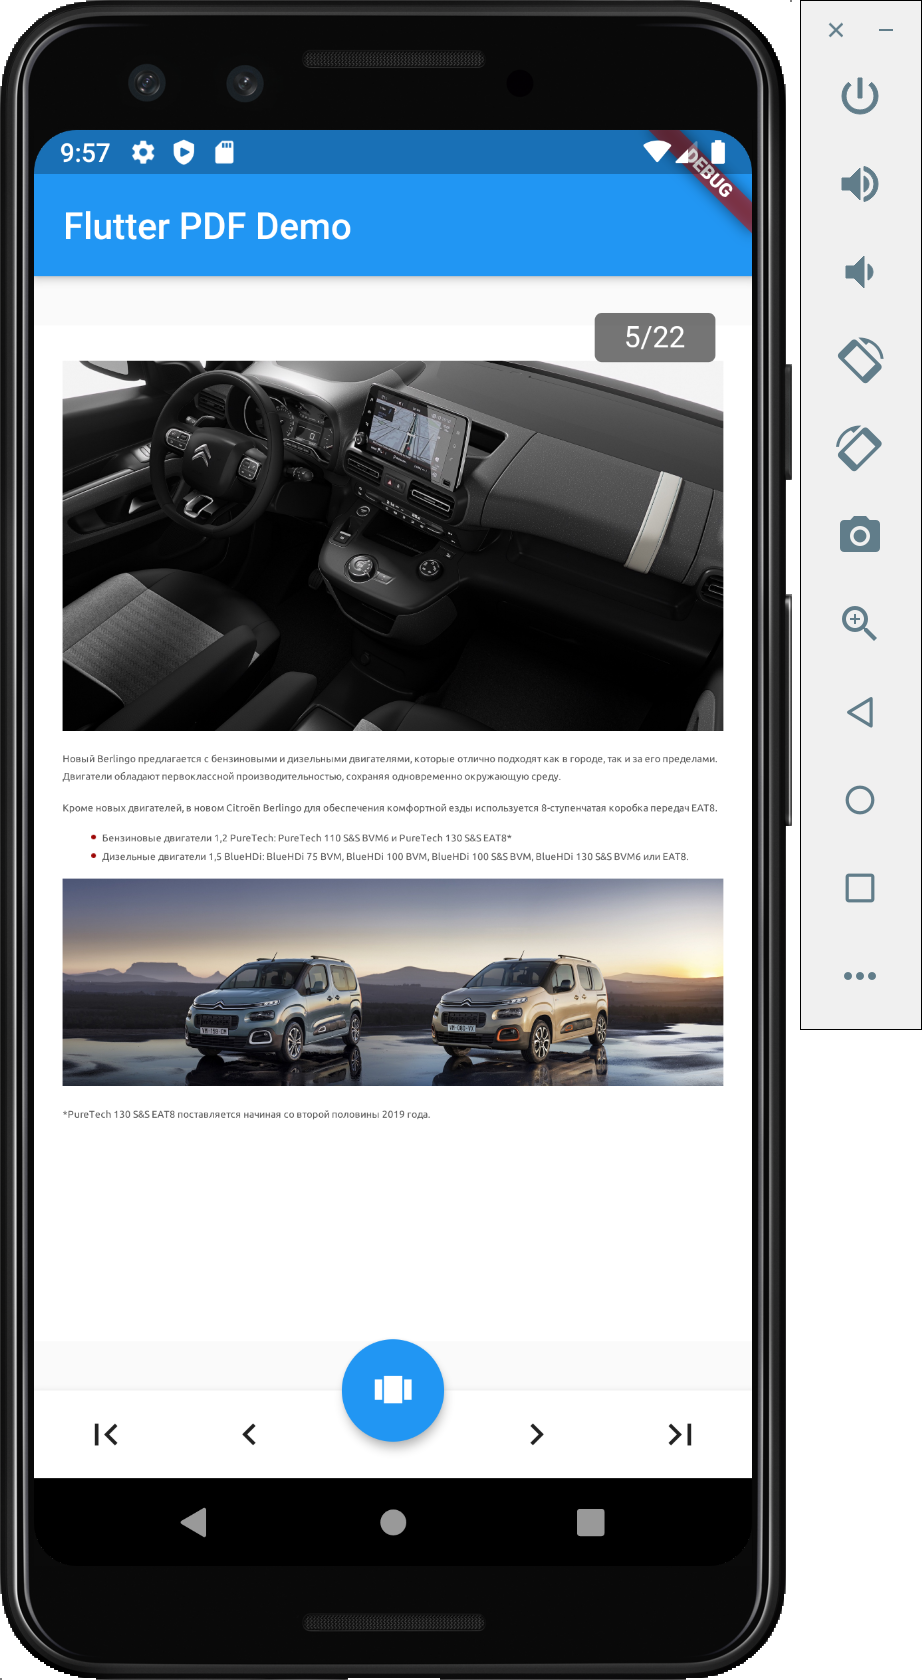 9:57
DEBUG
Flutter PDF Demo
5/22
Новый Berlingo предлагается с бензиновыми и дизельными двигателями, которые отлично подходят как в городе, так и за его пределами.
Двигатели обладают первоклассной производительностью, сохраняя одновременно окружающую среду.
Кроме новых двигателей, в новом Citroën Berlingo для обеспечения комфортной езды используется 8-ступенчатая коробка передач EAT8.
Бензиновые двигатели 1,2 PureTech: PureTech 110 S&S BVM6 и PureTech 130 S&S EAT8*
Дизельные двигатели 1,5 BlueHDi: BlueHDi 75 BVM, BlueHDi 100 BVM, BlueHDi 100 S&S BVM, BlueHDi 130 S&S BVM6 или EAT8.
*PureTech 130 S&S EAT8 поставляется начиная со второй половины 2019 года.